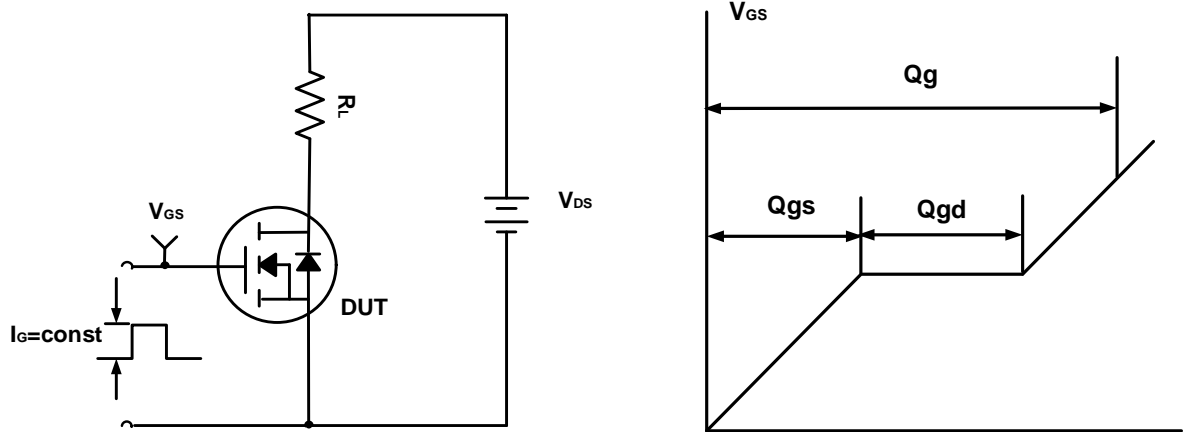 RL
VDS
VGS
DUT
IG=const
VGS
Qg
Qgs
Qgd